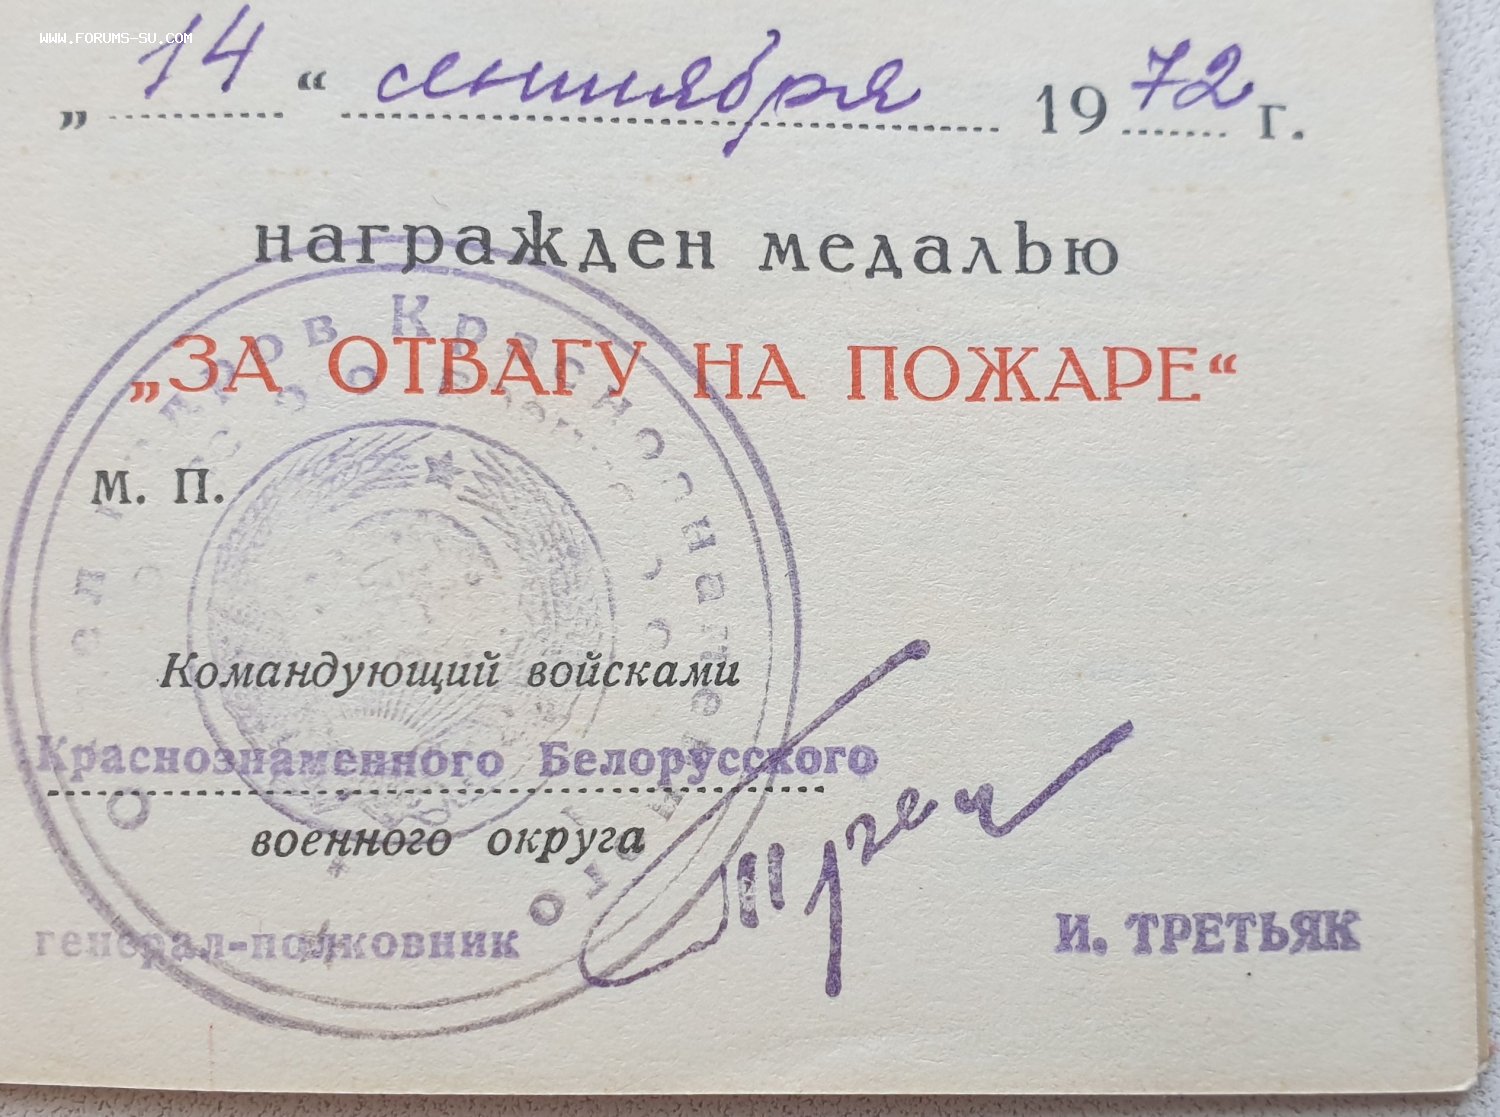 WWW.FORUMS-SU.COM
„ 14 “ сентября 1972 г.
награжден медалью
„ЗА ОТВАГУ НА ПОЖАРЕ“
М. П.
Командующий войсками
Краснознаменного Белорусского
военного округа
генерал-полковник
И. ТРЕТЬЯК